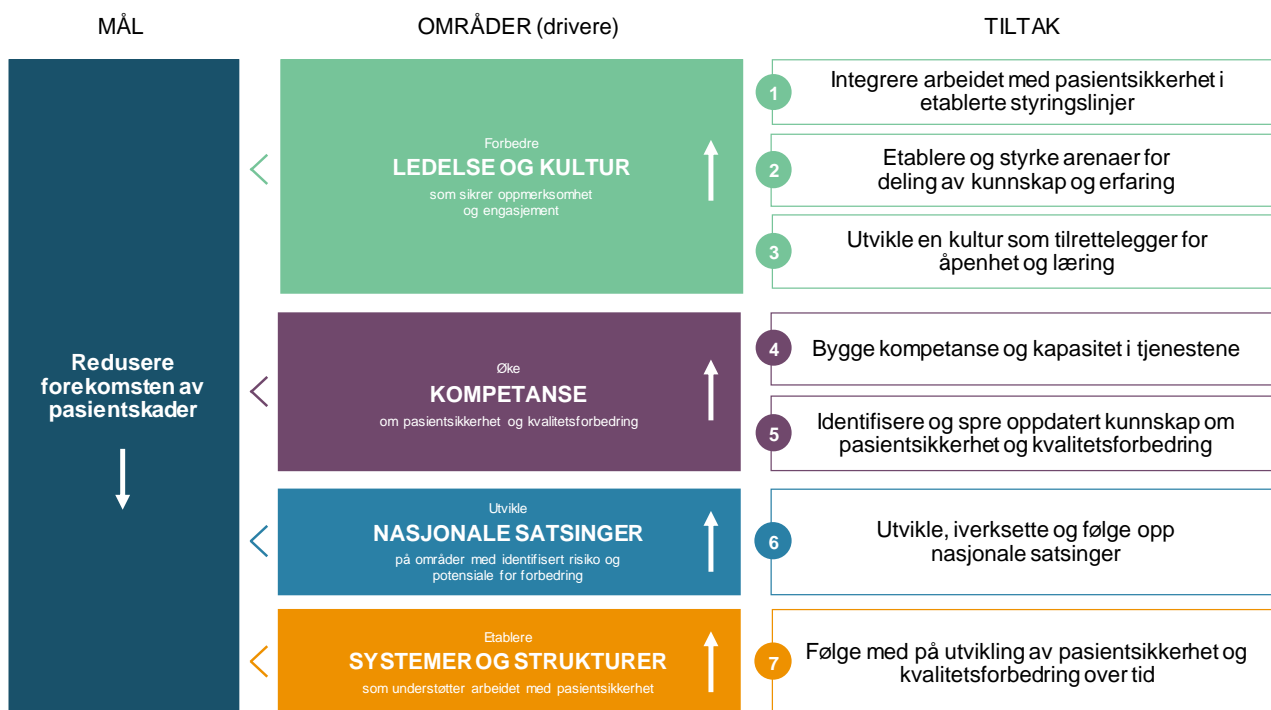 MÅL
OMRÅDER (drivere)
TILTAK
Redusere
forekomsten av
pasientskader
Forbedre
LEDELSE OG KULTUR
som sikrer oppmerksomhet
og engasjement
1
Integrere arbeidet med pasientsikkerhet i
etablerte styringslinjer
2
Etablere og styrke arenaer for
deling av kunnskap og erfaring
3
Utvikle en kultur som tilrettelegger for
åpenhet og læring
Øke
KOMPETANSE
om pasientsikkerhet og kvalitetsforbedring
4
Bygge kompetanse og kapasitet i tjenestene
5
Identifisere og spre oppdatert kunnskap om
pasientsikkerhet og kvalitetsforbedring
Utvikle
NASJONALE SATSINGER
på områder med identifisert risiko og
potensiale for forbedring
6
Utvikle, iverksette og følge opp
nasjonale satsinger
Etablere
SYSTEMER OG STRUKTURER
som understøtter arbeidet med pasientsikkerhet
7
Følge med på utvikling av pasientsikkerhet og
kvalitetsforbedring over tid